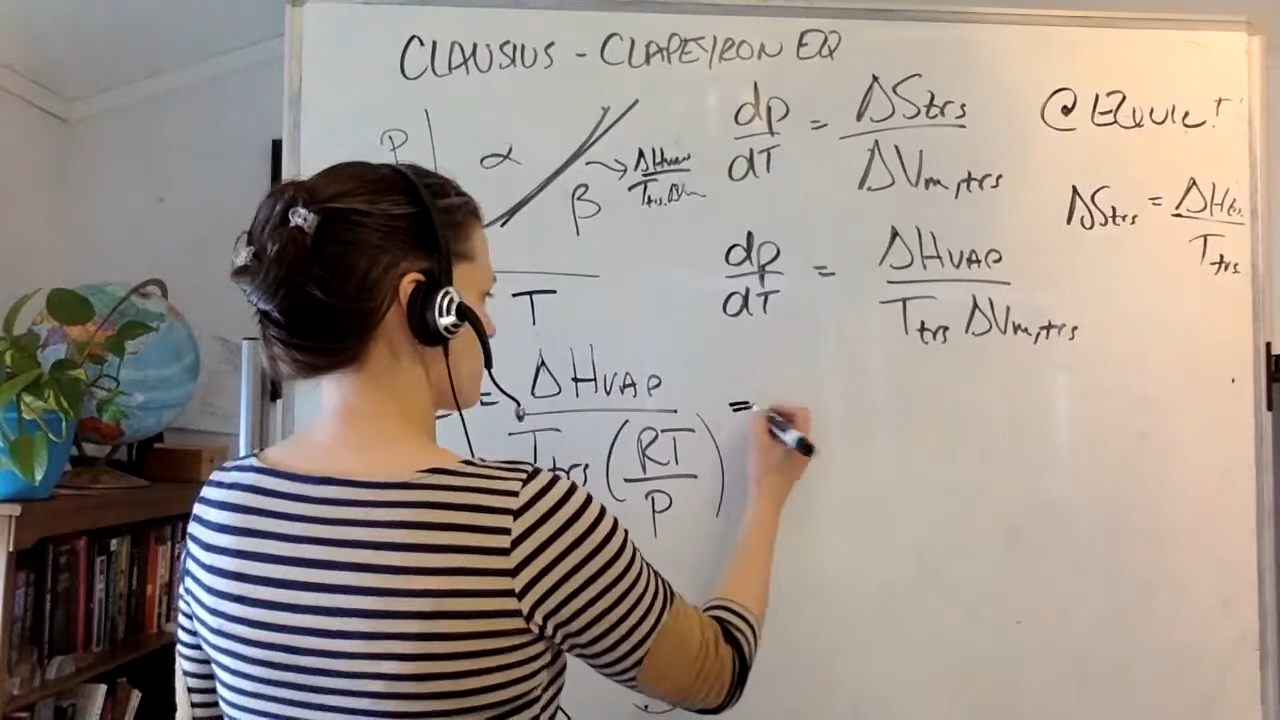 CLAUSIUS - CLAPEYRON EQ
P
α
β
→ ΔHvap / Ttrs·ΔVm
T
dp/dT = ΔStrs / ΔVm,trs
@ EQUIL
ΔStrs = ΔHtrs / Ttrs
dp/dT = ΔHVAP / Ttrs ΔVm,trs
= ΔHVAP / Ttrs (RT/P) =